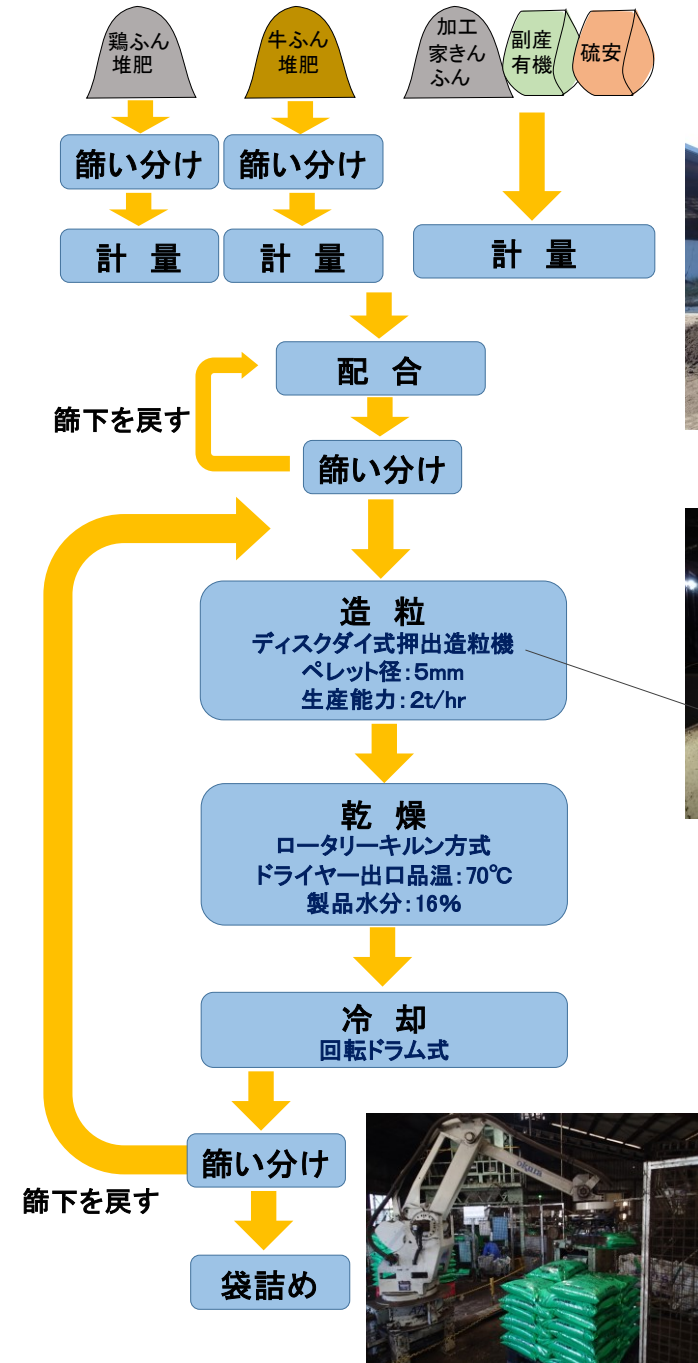 鶏ふん
堆肥
牛ふん
堆肥
加工
家きん
ふん
副産
有機
硫安
篩い分け
篩い分け
計 量
計 量
計 量
配 合
篩下を戻す
篩い分け
造 粒
ディスクダイ式押出造粒機
ペレット径：5mm
生産能力：2t/hr
乾 燥
ロータリーキルン方式
ドライヤー出口品温：70℃
製品水分：16%
冷 却
回転ドラム式
篩い分け
篩下を戻す
袋詰め
okura